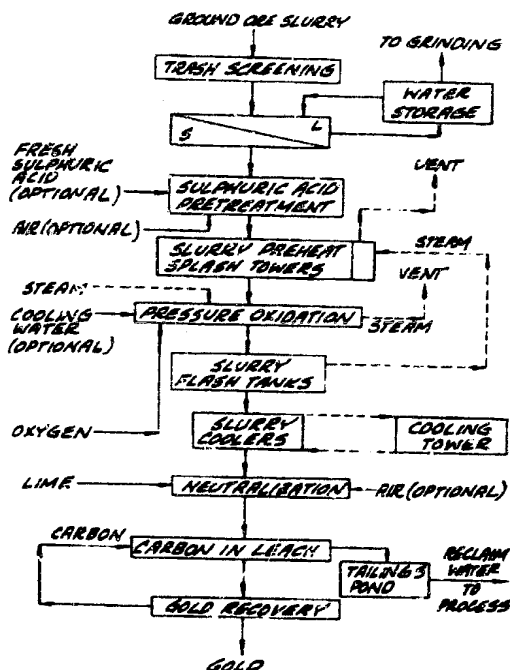 GROUND ORE SLURRY
TO GRINDING
TRASH SCREENING
WATER
STORAGE
S
L
FRESH
SULPHURIC
ACID
(OPTIONAL)
SULPHURIC ACID
PRETREATMENT
VENT
AIR (OPTIONAL)
SLURRY PREHEAT
SPLASH TOWERS
STEAM
STEAM
VENT
COOLING
WATER
(OPTIONAL)
PRESSURE OXIDATION
STEAM
SLURRY
FLASH TANKS
OXYGEN
SLURRY
COOLERS
COOLING
TOWER
LIME
NEUTRALIZATION
AIR (OPTIONAL)
CARBON
CARBON IN LEACH
TAILINGS
POND
RECLAIM
WATER
TO
PROCESS
GOLD RECOVERY
GOLD